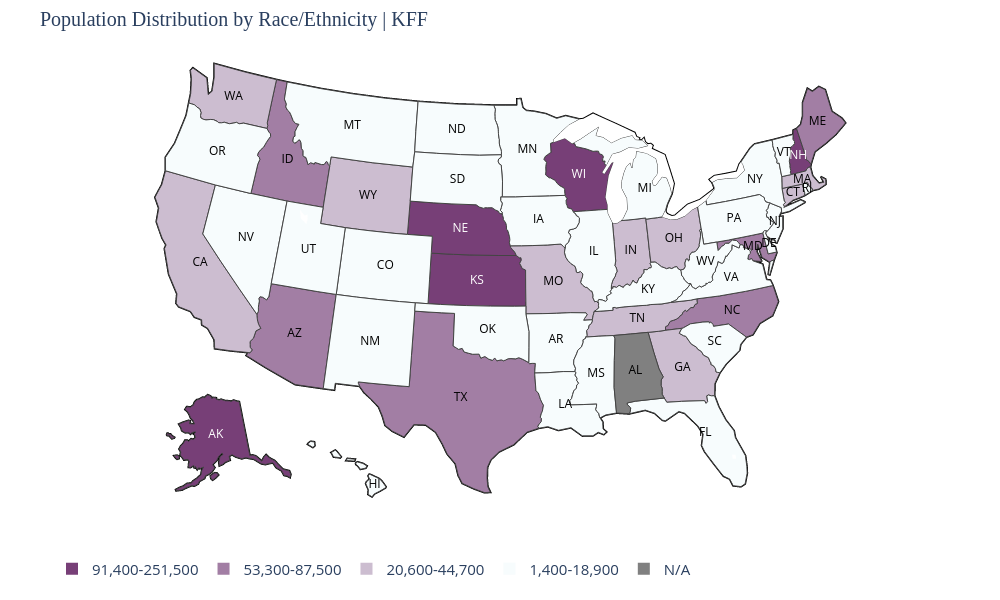 Population Distribution by Race/Ethnicity | KFF
WA
ME
MT
ND
VT
NH
OR
MN
ID
WI
MA
SD
NY
RI
MI
CT
WY
PA
IA
NJ
NE
NV
OH
MD
DE
UT
IL
IN
CA
CO
WV
VA
KS
MO
KY
NC
TN
AZ
OK
NM
AR
SC
GA
AL
MS
TX
LA
FL
AK
HI
91,400-251,500 53,300-87,500 20,600-44,700 1,400-18,900 N/A